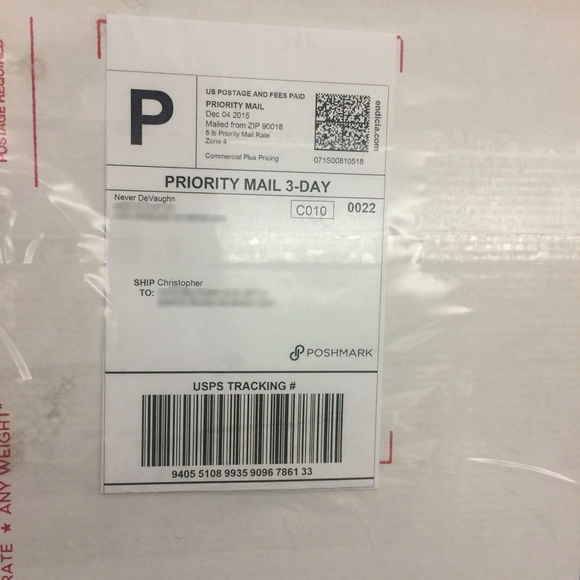 POSTAGE REQUIRED
P
US POSTAGE AND FEES PAID
PRIORITY MAIL
Dec 04 2015
Mailed from ZIP 90018
5 lb Priority Mail Rate
Zone 4
Commercial Plus Pricing
endicia.com
071S00810518
PRIORITY MAIL 3-DAY
Never DeVaughn
C010
0022
SHIP Christopher
TO:
POSHMARK
USPS TRACKING #
9405 5108 9935 9096 7861 33
RATE ★ ANY WEIGHT*